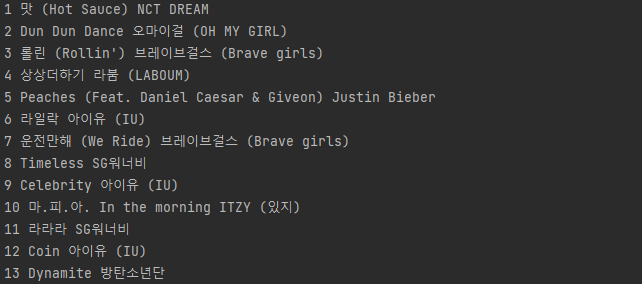 1 맛 (Hot Sauce) NCT DREAM
2 Dun Dun Dance 오마이걸 (OH MY GIRL)
3 롤린 (Rollin') 브레이브걸스 (Brave girls)
4 상상더하기 라붐 (LABOUM)
5 Peaches (Feat. Daniel Caesar & Giveon) Justin Bieber
6 라일락 아이유 (IU)
7 운전만해 (We Ride) 브레이브걸스 (Brave girls)
8 Timeless SG워너비
9 Celebrity 아이유 (IU)
10 마.피.아. In the morning ITZY (있지)
11 라라라 SG워너비
12 Coin 아이유 (IU)
13 Dynamite 방탄소년단